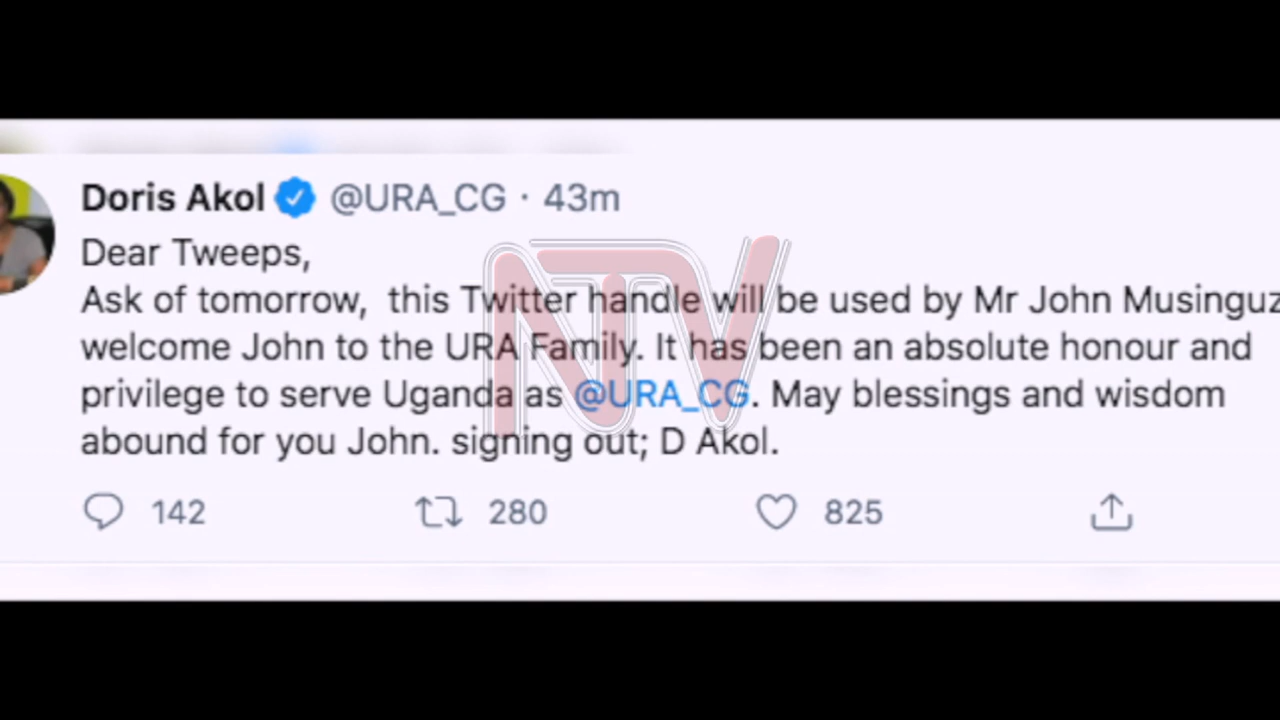 Doris Akol @URA_CG · 43m
Dear Tweeps,
Ask of tomorrow, this Twitter handle will be used by Mr John Musinguz
welcome John to the URA Family. It has been an absolute honour and
privilege to serve Uganda as @URA_CG. May blessings and wisdom
abound for you John. signing out; D Akol.
142 280 825
NTV